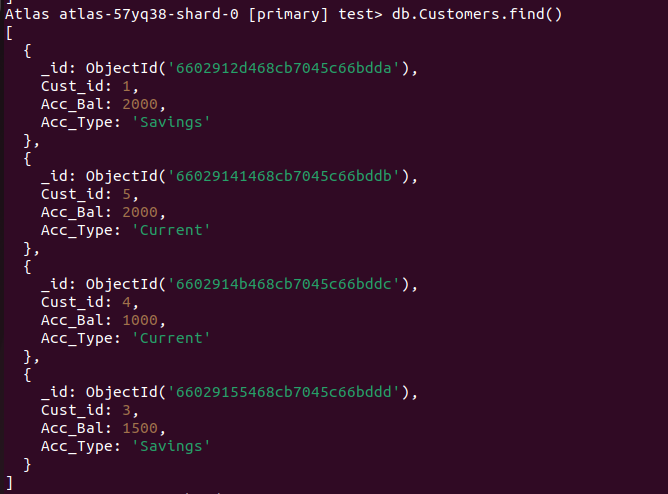 Atlas atlas-57yq38-shard-0 [primary] test> db.Customers.find()
[
  {
    _id: ObjectId('6602912d468cb7045c66bdda'),
    Cust_id: 1,
    Acc_Bal: 2000,
    Acc_Type: 'Savings'
  },
  {
    _id: ObjectId('66029141468cb7045c66bddb'),
    Cust_id: 5,
    Acc_Bal: 2000,
    Acc_Type: 'Current'
  },
  {
    _id: ObjectId('6602914b468cb7045c66bddc'),
    Cust_id: 4,
    Acc_Bal: 1000,
    Acc_Type: 'Current'
  },
  {
    _id: ObjectId('66029155468cb7045c66bddd'),
    Cust_id: 3,
    Acc_Bal: 1500,
    Acc_Type: 'Savings'
  }
]